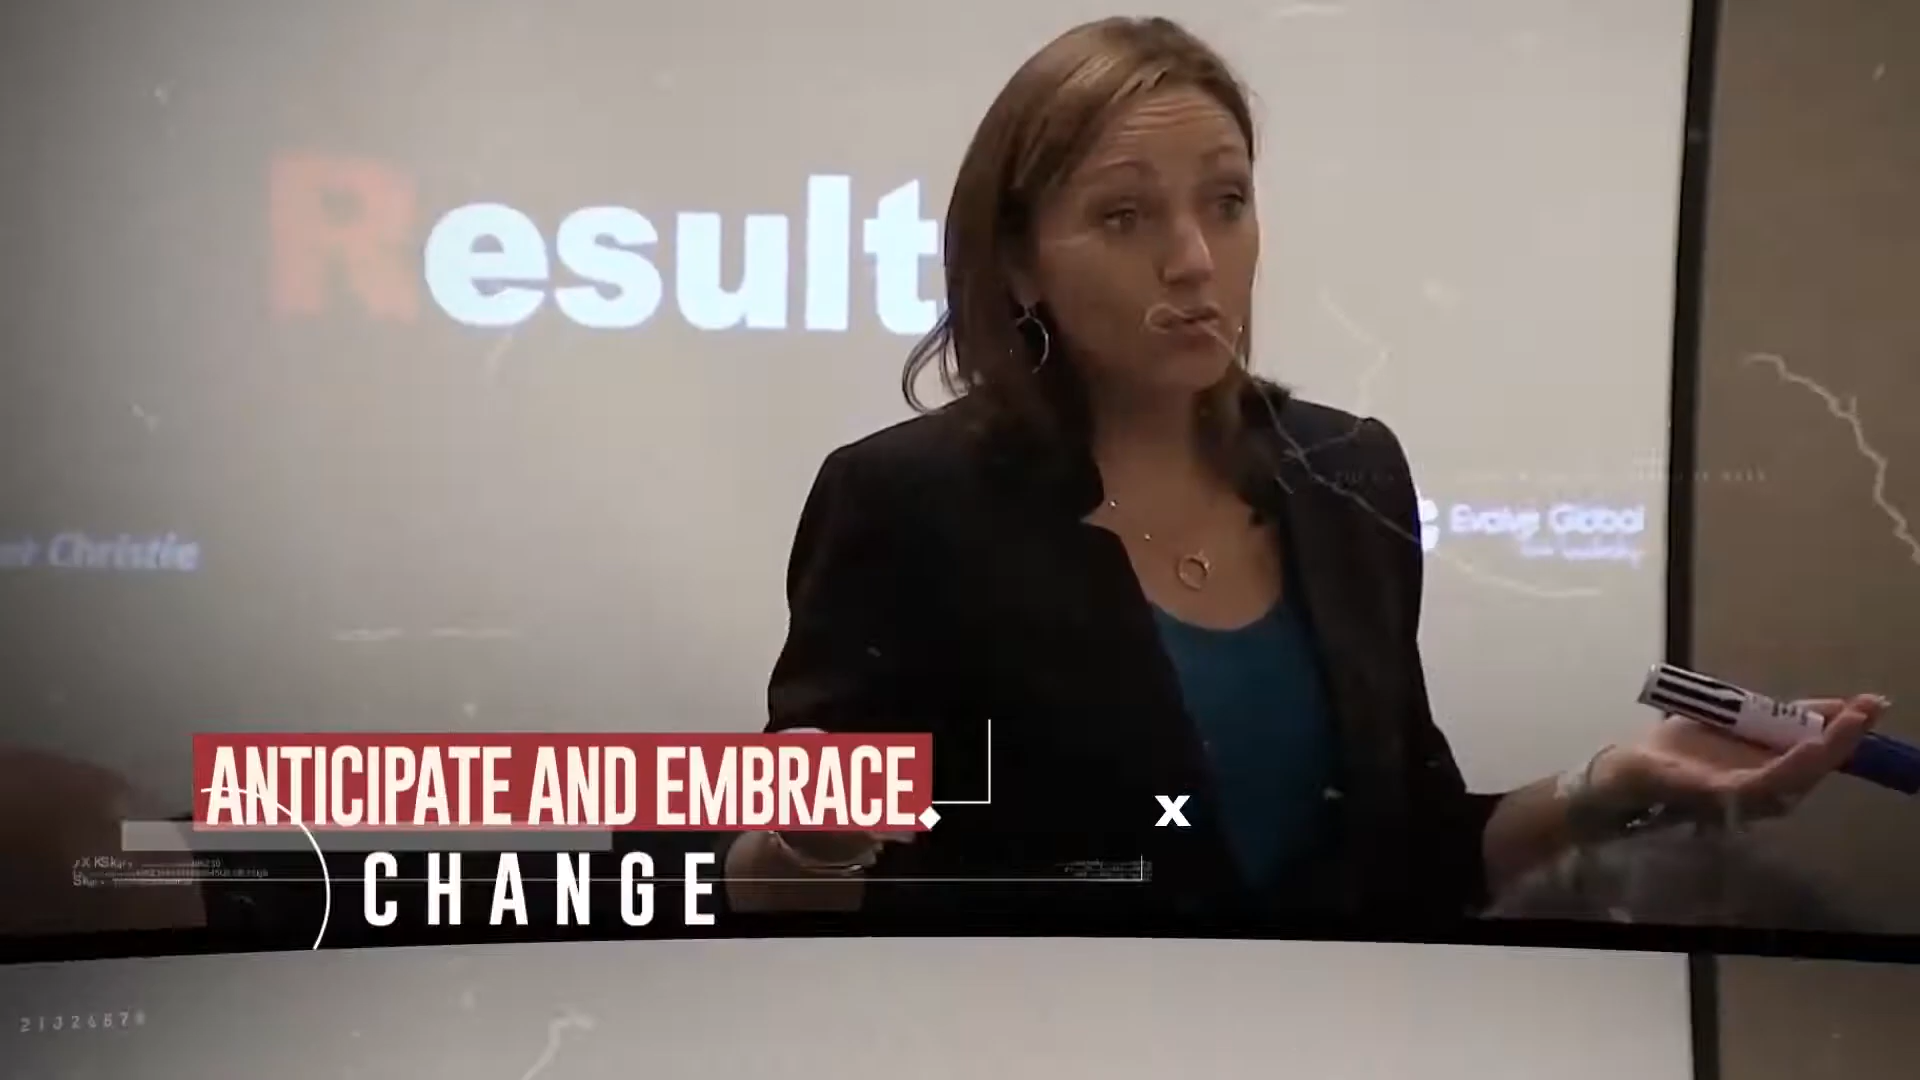 Result
Evolve Global
Christie
ANTICIPATE AND EMBRACE
X
CHANGE